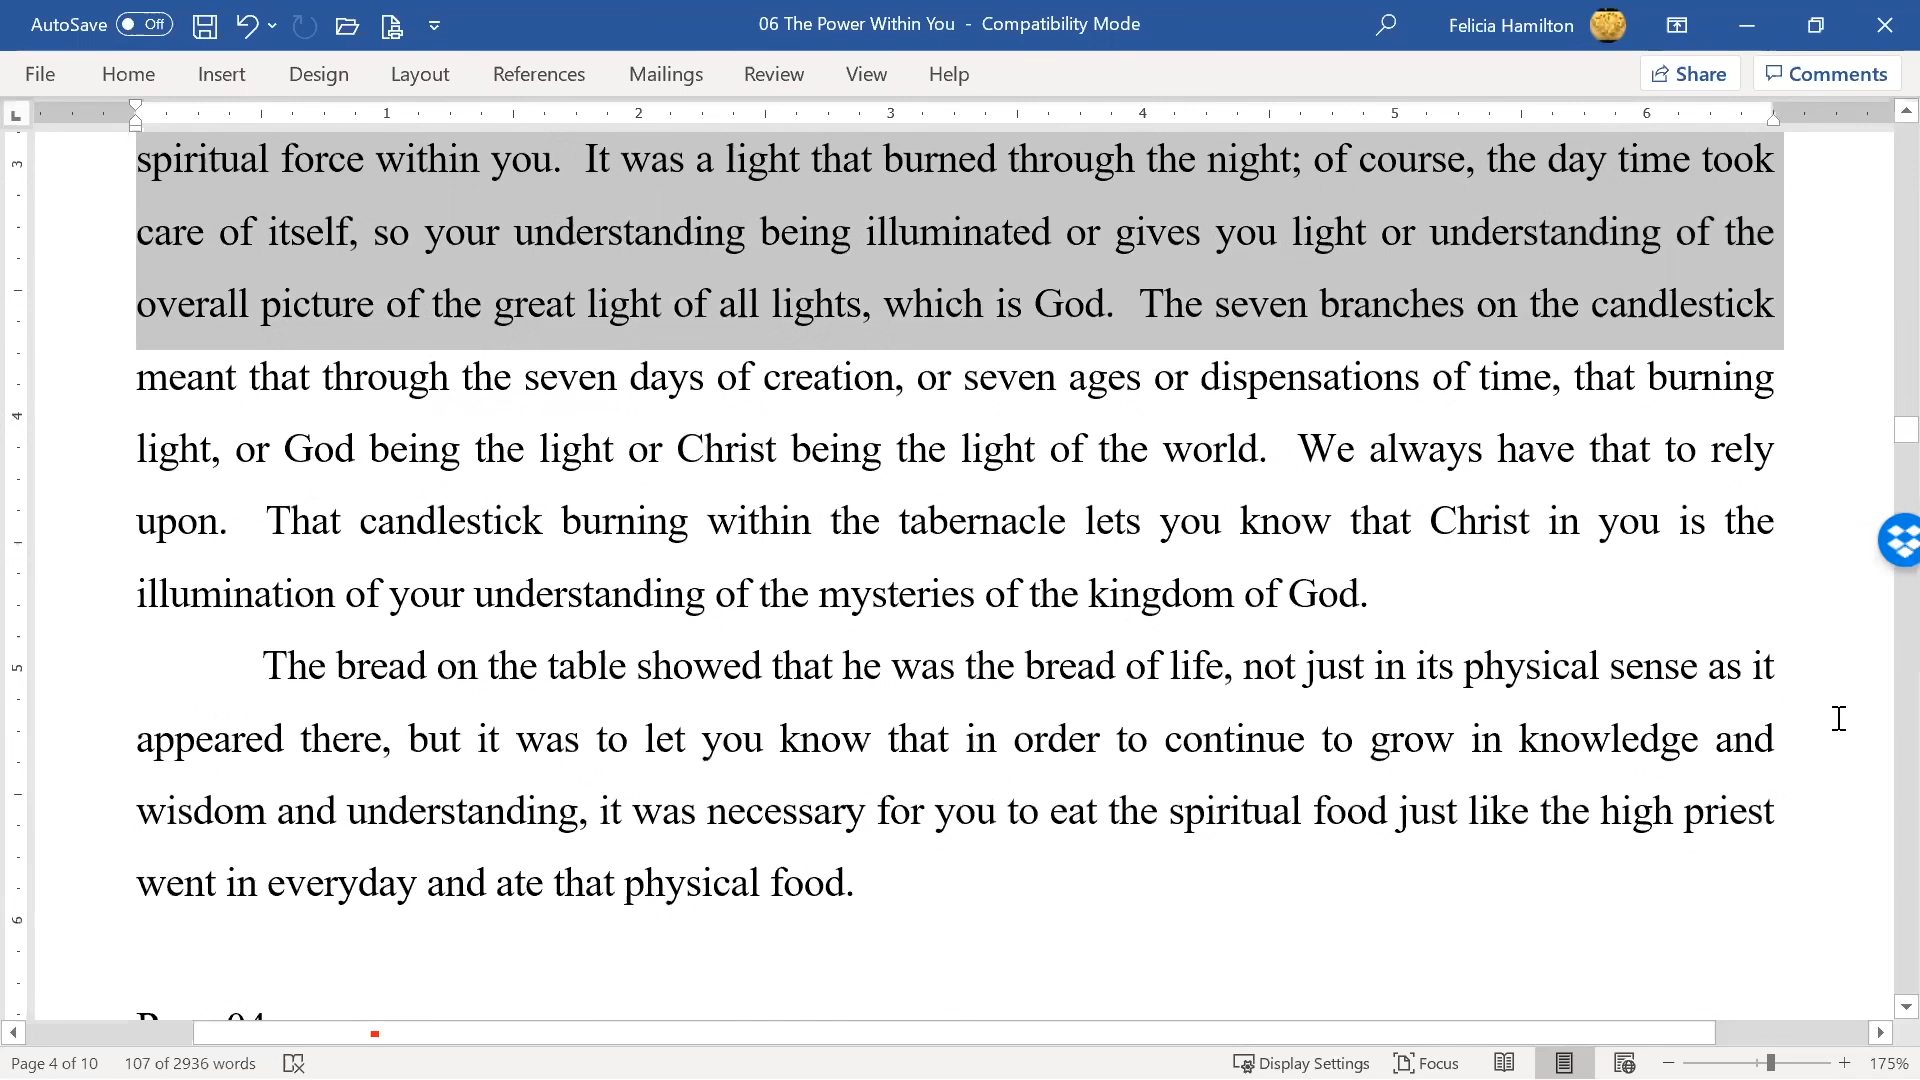 AutoSave Off 06 The Power Within You - Compatibility Mode Felicia Hamilton
File Home Insert Design Layout References Mailings Review View Help Share Comments
1 2 3 4 5 6
3
spiritual force within you. It was a light that burned through the night; of course, the day time took
care of itself, so your understanding being illuminated or gives you light or understanding of the
overall picture of the great light of all lights, which is God. The seven branches on the candlestick
meant that through the seven days of creation, or seven ages or dispensations of time, that burning
4
light, or God being the light or Christ being the light of the world. We always have that to rely
upon. That candlestick burning within the tabernacle lets you know that Christ in you is the
illumination of your understanding of the mysteries of the kingdom of God.
5
The bread on the table showed that he was the bread of life, not just in its physical sense as it
appeared there, but it was to let you know that in order to continue to grow in knowledge and
wisdom and understanding, it was necessary for you to eat the spiritual food just like the high priest
went in everyday and ate that physical food.
6
Page 4 of 10 107 of 2936 words Display Settings Focus 175%